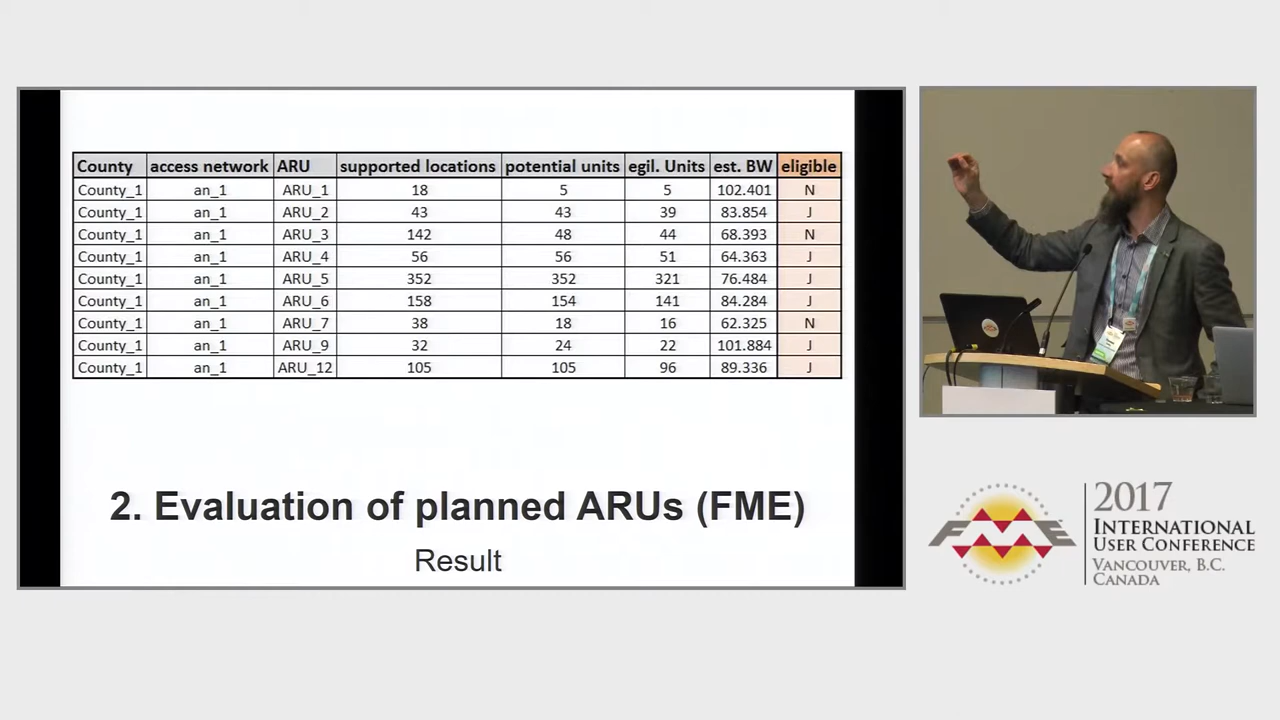 County access network ARU supported locations potential units egil. Units est. BW eligible
County_1 an_1 ARU_1 18 5 5 102.401 N
County_1 an_1 ARU_2 43 43 39 83.854 J
County_1 an_1 ARU_3 142 48 44 68.393 N
County_1 an_1 ARU_4 56 56 51 64.363 J
County_1 an_1 ARU_5 352 352 321 76.484 J
County_1 an_1 ARU_6 158 154 141 84.284 J
County_1 an_1 ARU_7 38 18 16 62.325 N
County_1 an_1 ARU_9 32 24 22 101.884 J
County_1 an_1 ARU_12 105 105 96 89.336 J
2. Evaluation of planned ARUs (FME)
Result
FME
2017
INTERNATIONAL
USER CONFERENCE
VANCOUVER, B.C.
CANADA